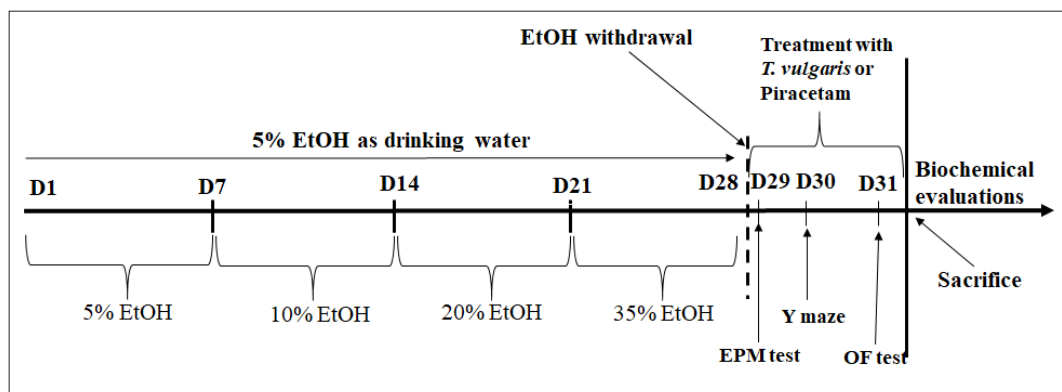 EtOH withdrawal
Treatment with
T. vulgaris or
Piracetam
5% EtOH as drinking water
D1
D7
D14
D21
D28
D29
D30
D31
Biochemical
evaluations
5% EtOH
10% EtOH
20% EtOH
35% EtOH
EPM test
Y maze
OF test
Sacrifice